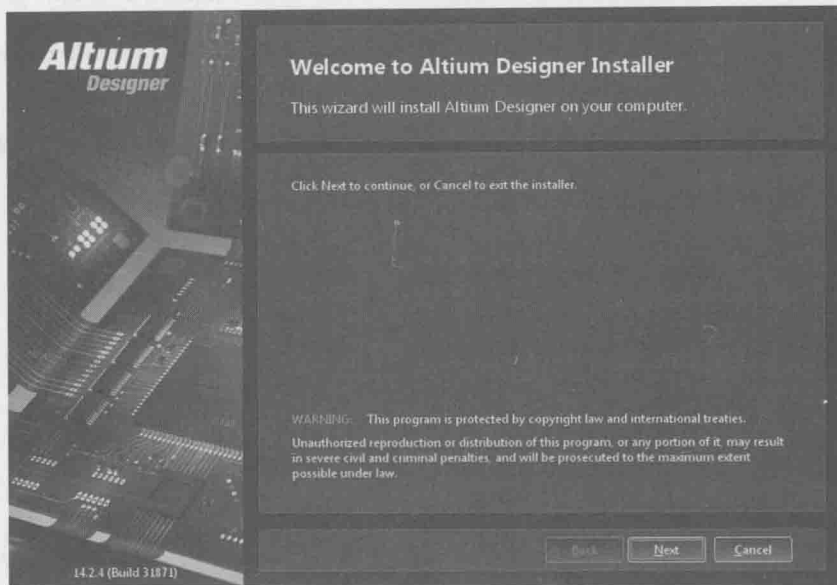 Altium
Designer
Welcome to Altium Designer Installer
This wizard will install Altium Designer on your computer.
Click Next to continue, or Cancel to exit the installer.
WARNING: This program is protected by copyright law and international treaties.
Unauthorized reproduction or distribution of this program, or any portion of it, may result
in severe civil and criminal penalties, and will be prosecuted to the maximum extent
possible under law.
Back Next Cancel
14.2.4 (Build 31871)